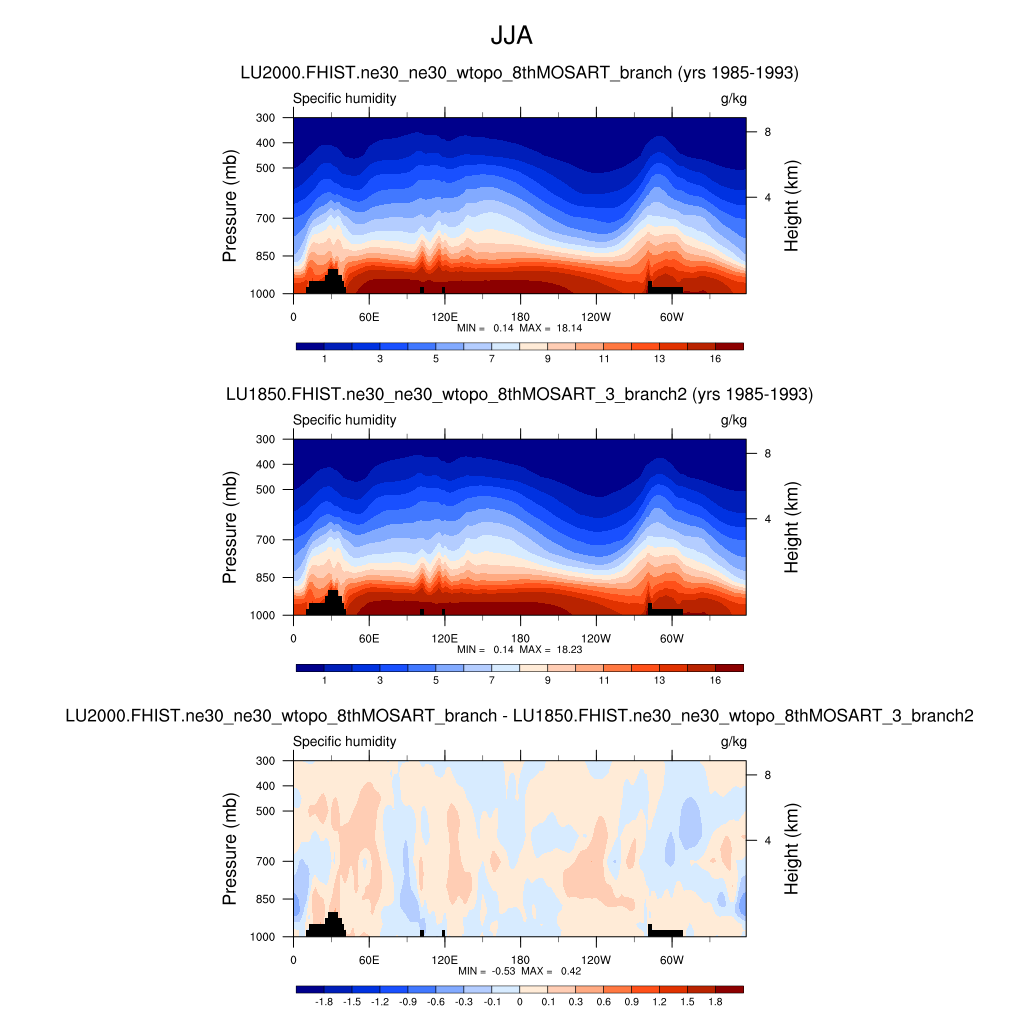 JJA
LU2000.FHIST.ne30_ne30_wtopo_8thMOSART_branch (yrs 1985-1993)
Specific humidity g/kg
300
400
500
700
850
1000
Pressure (mb)
8
4
Height (km)
0 60E 120E 180 120W 60W
MIN = 0.14 MAX = 18.14
1 3 5 7 9 11 13 16
LU1850.FHIST.ne30_ne30_wtopo_8thMOSART_3_branch2 (yrs 1985-1993)
Specific humidity g/kg
300
400
500
700
850
1000
Pressure (mb)
8
4
Height (km)
0 60E 120E 180 120W 60W
MIN = 0.14 MAX = 18.23
1 3 5 7 9 11 13 16
LU2000.FHIST.ne30_ne30_wtopo_8thMOSART_branch - LU1850.FHIST.ne30_ne30_wtopo_8thMOSART_3_branch2
Specific humidity g/kg
300
400
500
700
850
1000
Pressure (mb)
8
4
Height (km)
0 60E 120E 180 120W 60W
MIN = -0.53 MAX = 0.42
-1.8 -1.5 -1.2 -0.9 -0.6 -0.3 -0.1 0 0.1 0.3 0.6 0.9 1.2 1.5 1.8